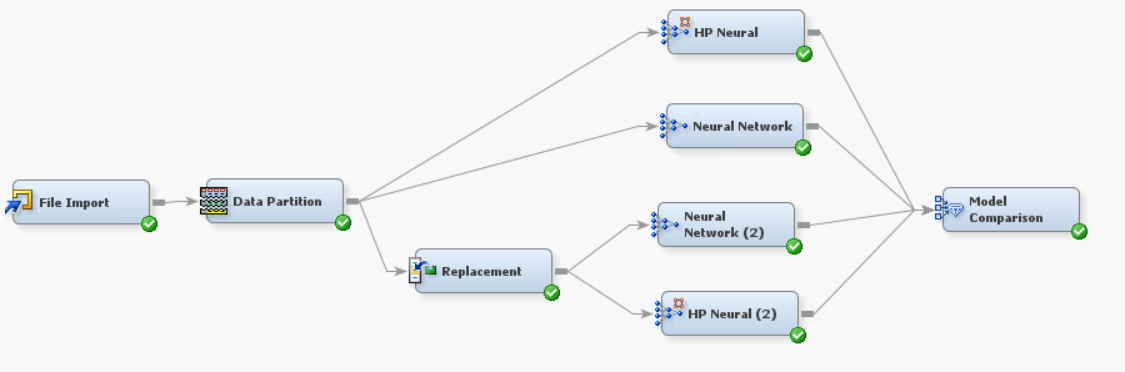 HP Neural
Neural Network
File Import
Data Partition
Neural
Network (2)
Model
Comparison
Replacement
HP Neural (2)